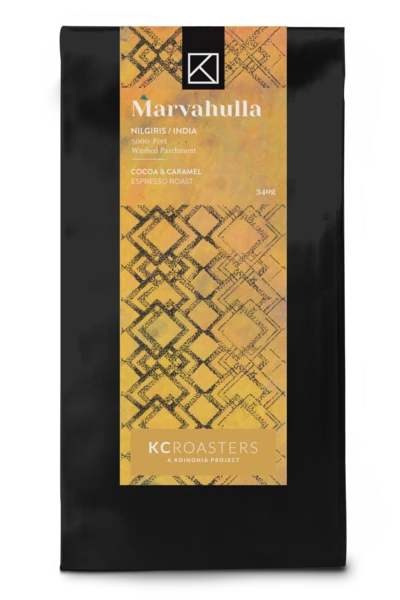 Marvahulla
NILGIRIS / INDIA
5000 Feet
Washed Parchment
COCOA & CARAMEL
ESPRESSO ROAST
340g
KCROASTERS
A KOINONIA PROJECT